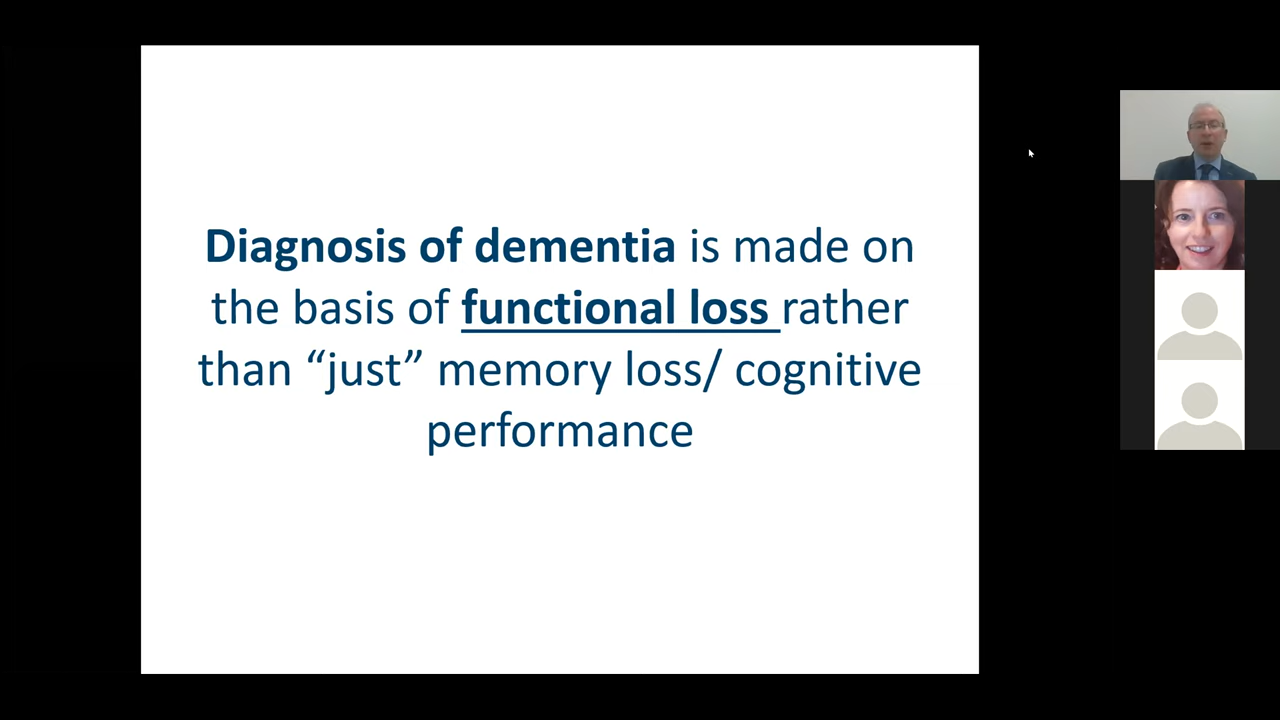 Diagnosis of dementia is made on
the basis of functional loss rather
than “just” memory loss/ cognitive
performance